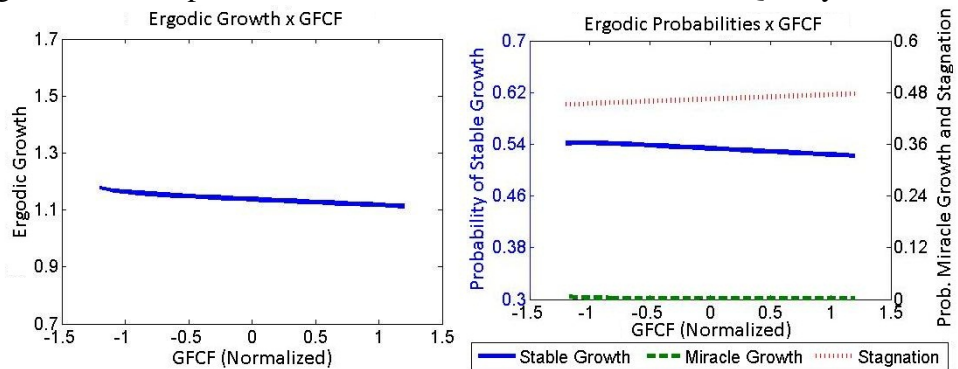 Ergodic Growth x GFCF
1.7
1.5
1.3
1.1
0.9
0.7
Ergodic Growth
-1.5 -1 -0.5 0 0.5 1 1.5
GFCF (Normalized)
Ergodic Probabilities x GFCF
Probability of Stable Growth
0.7
0.62
0.54
0.46
0.38
0.3
0.6
0.48
0.36
0.24
0.12
0
Prob. Miracle Growth and Stagnation
-1.5 -1 -0.5 0 0.5 1 1.5
GFCF (Normalized)
Stable Growth Miracle Growth Stagnation